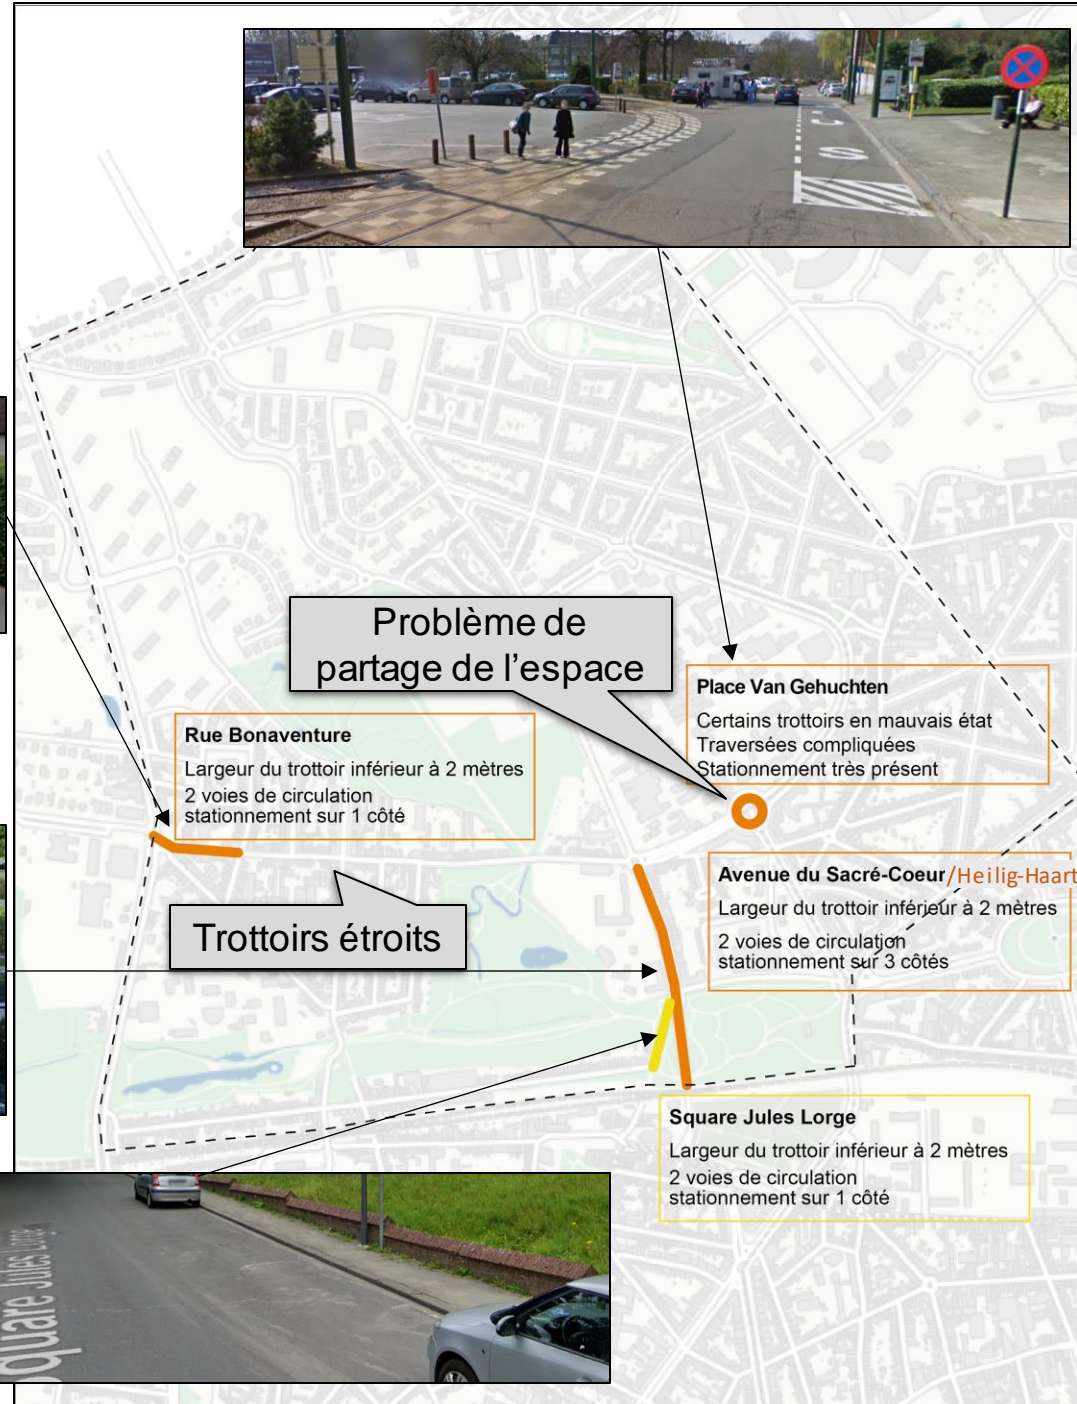 Problème de
partage de l'espace
Place Van Gehuchten
Certains trottoirs en mauvais état
Traversées compliquées
Stationnement très présent
Rue Bonaventure
Largeur du trottoir inférieur à 2 mètres
2 voies de circulation
stationnement sur 1 côté
Avenue du Sacré-Coeur/Heilig-Haart
Largeur du trottoir inférieur à 2 mètres
2 voies de circulation
stationnement sur 3 côtés
Trottoirs étroits
Square Jules Lorge
Largeur du trottoir inférieur à 2 mètres
2 voies de circulation
stationnement sur 1 côté
Square Jules Lorge